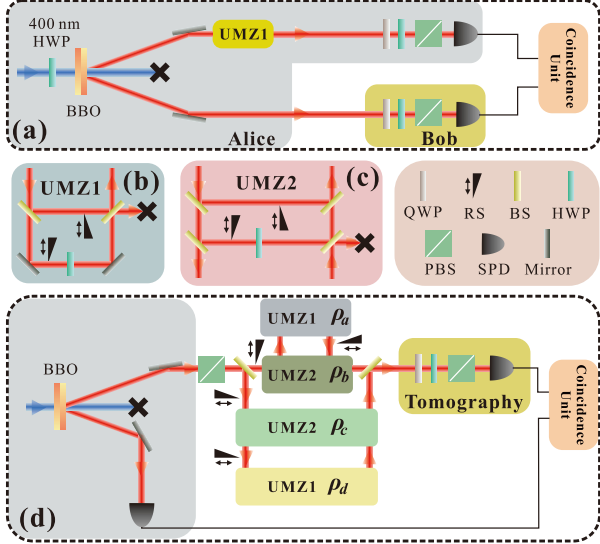 400 nm
HWP
UMZ1
BBO
(a)
Alice
Bob
Coincidence
Unit
UMZ1
(b)
UMZ2
(c)
QWP
RS
BS
HWP
PBS
SPD
Mirror
BBO
UMZ1 ρa
UMZ2 ρb
UMZ2 ρc
UMZ1 ρd
Tomography
Coincidence
Unit
(d)